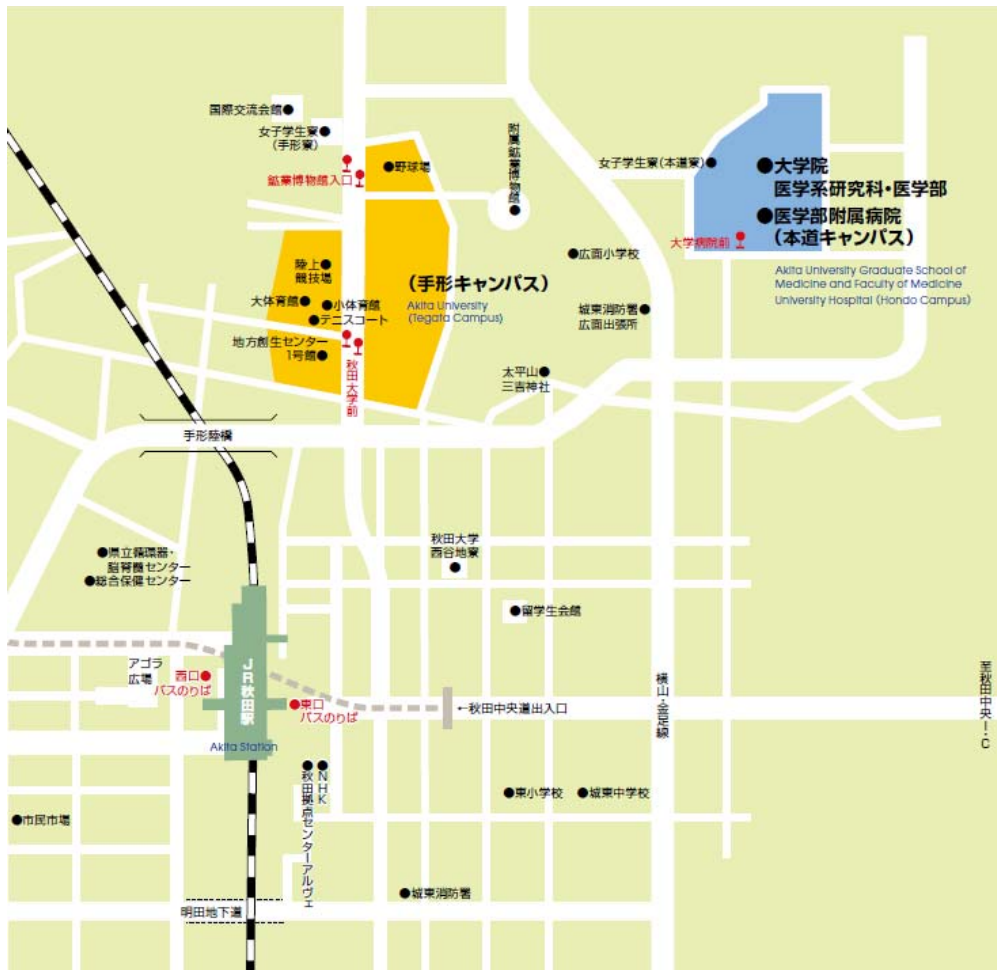 国際交流会館
女子学生寮
(手形寮)
鉱業博物館入口
野球場
附属鉱業博物館
女子学生寮(本道寮)
大学院
医学系研究科・医学部
医学部附属病院
(本道キャンパス)
大学病院前
Akita University Graduate School of
Medicine and Faculty of Medicine
University Hospital (Hondo Campus)
広面小学校
陸上
競技場
(手形キャンパス)
Akita University
(Tegata Campus)
大体育館
小体育館
テニスコート
城東消防署
広面出張所
地方創生センター
1号館
秋田大学前
太平山
三吉神社
手形陸橋
秋田大学
西谷地寮
県立循環器・
脳脊髄センター
総合保健センター
留学生会館
アゴラ
広場
西口
バスのりば
JR秋田駅
東口
バスのりば
←秋田中央道出入口
横山・金足線
至秋田中央I・C
Akita Station
NHK
秋田拠点センターアルヴェ
東小学校
城東中学校
市民市場
城東消防署
明田地下道